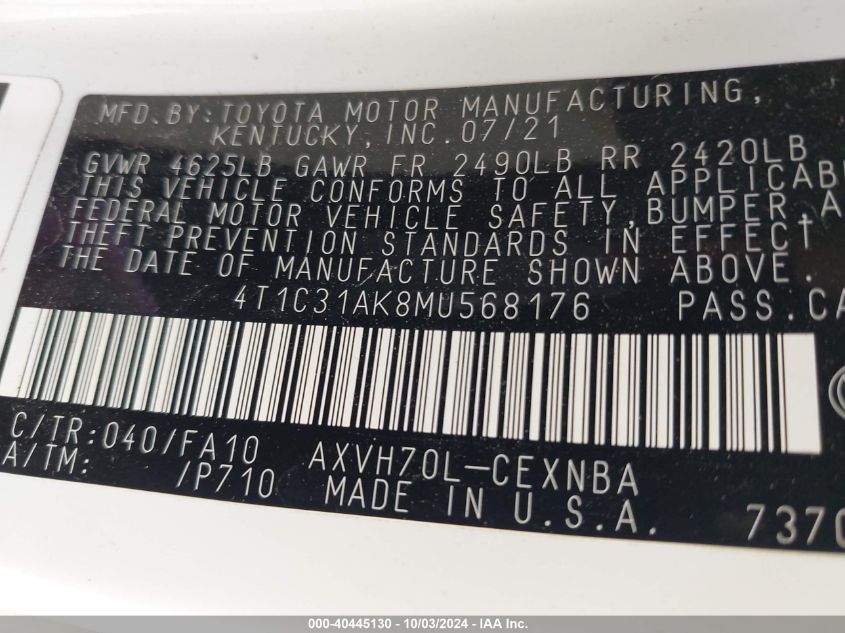 MFD.BY:TOYOTA MOTOR MANUFACTURING,
KENTUCKY,INC.07/21
GVWR 4625LB GAWR FR 2490LB RR 2420LB
THIS VEHICLE CONFORMS TO ALL APPLICAB
FEDERAL MOTOR VEHICLE SAFETY,BUMPER,A
THEFT PREVENTION STANDARDS IN EFFECT
THE DATE OF MANUFACTURE SHOWN ABOVE.
4T1C31AK8MU568176 PASS.CA
C/TR:040/FA10 AXVH70L-CEXNBA
A/TM: /P710 MADE IN U.S.A. 7370
000-40445130 - 10/03/2024 - IAA Inc.